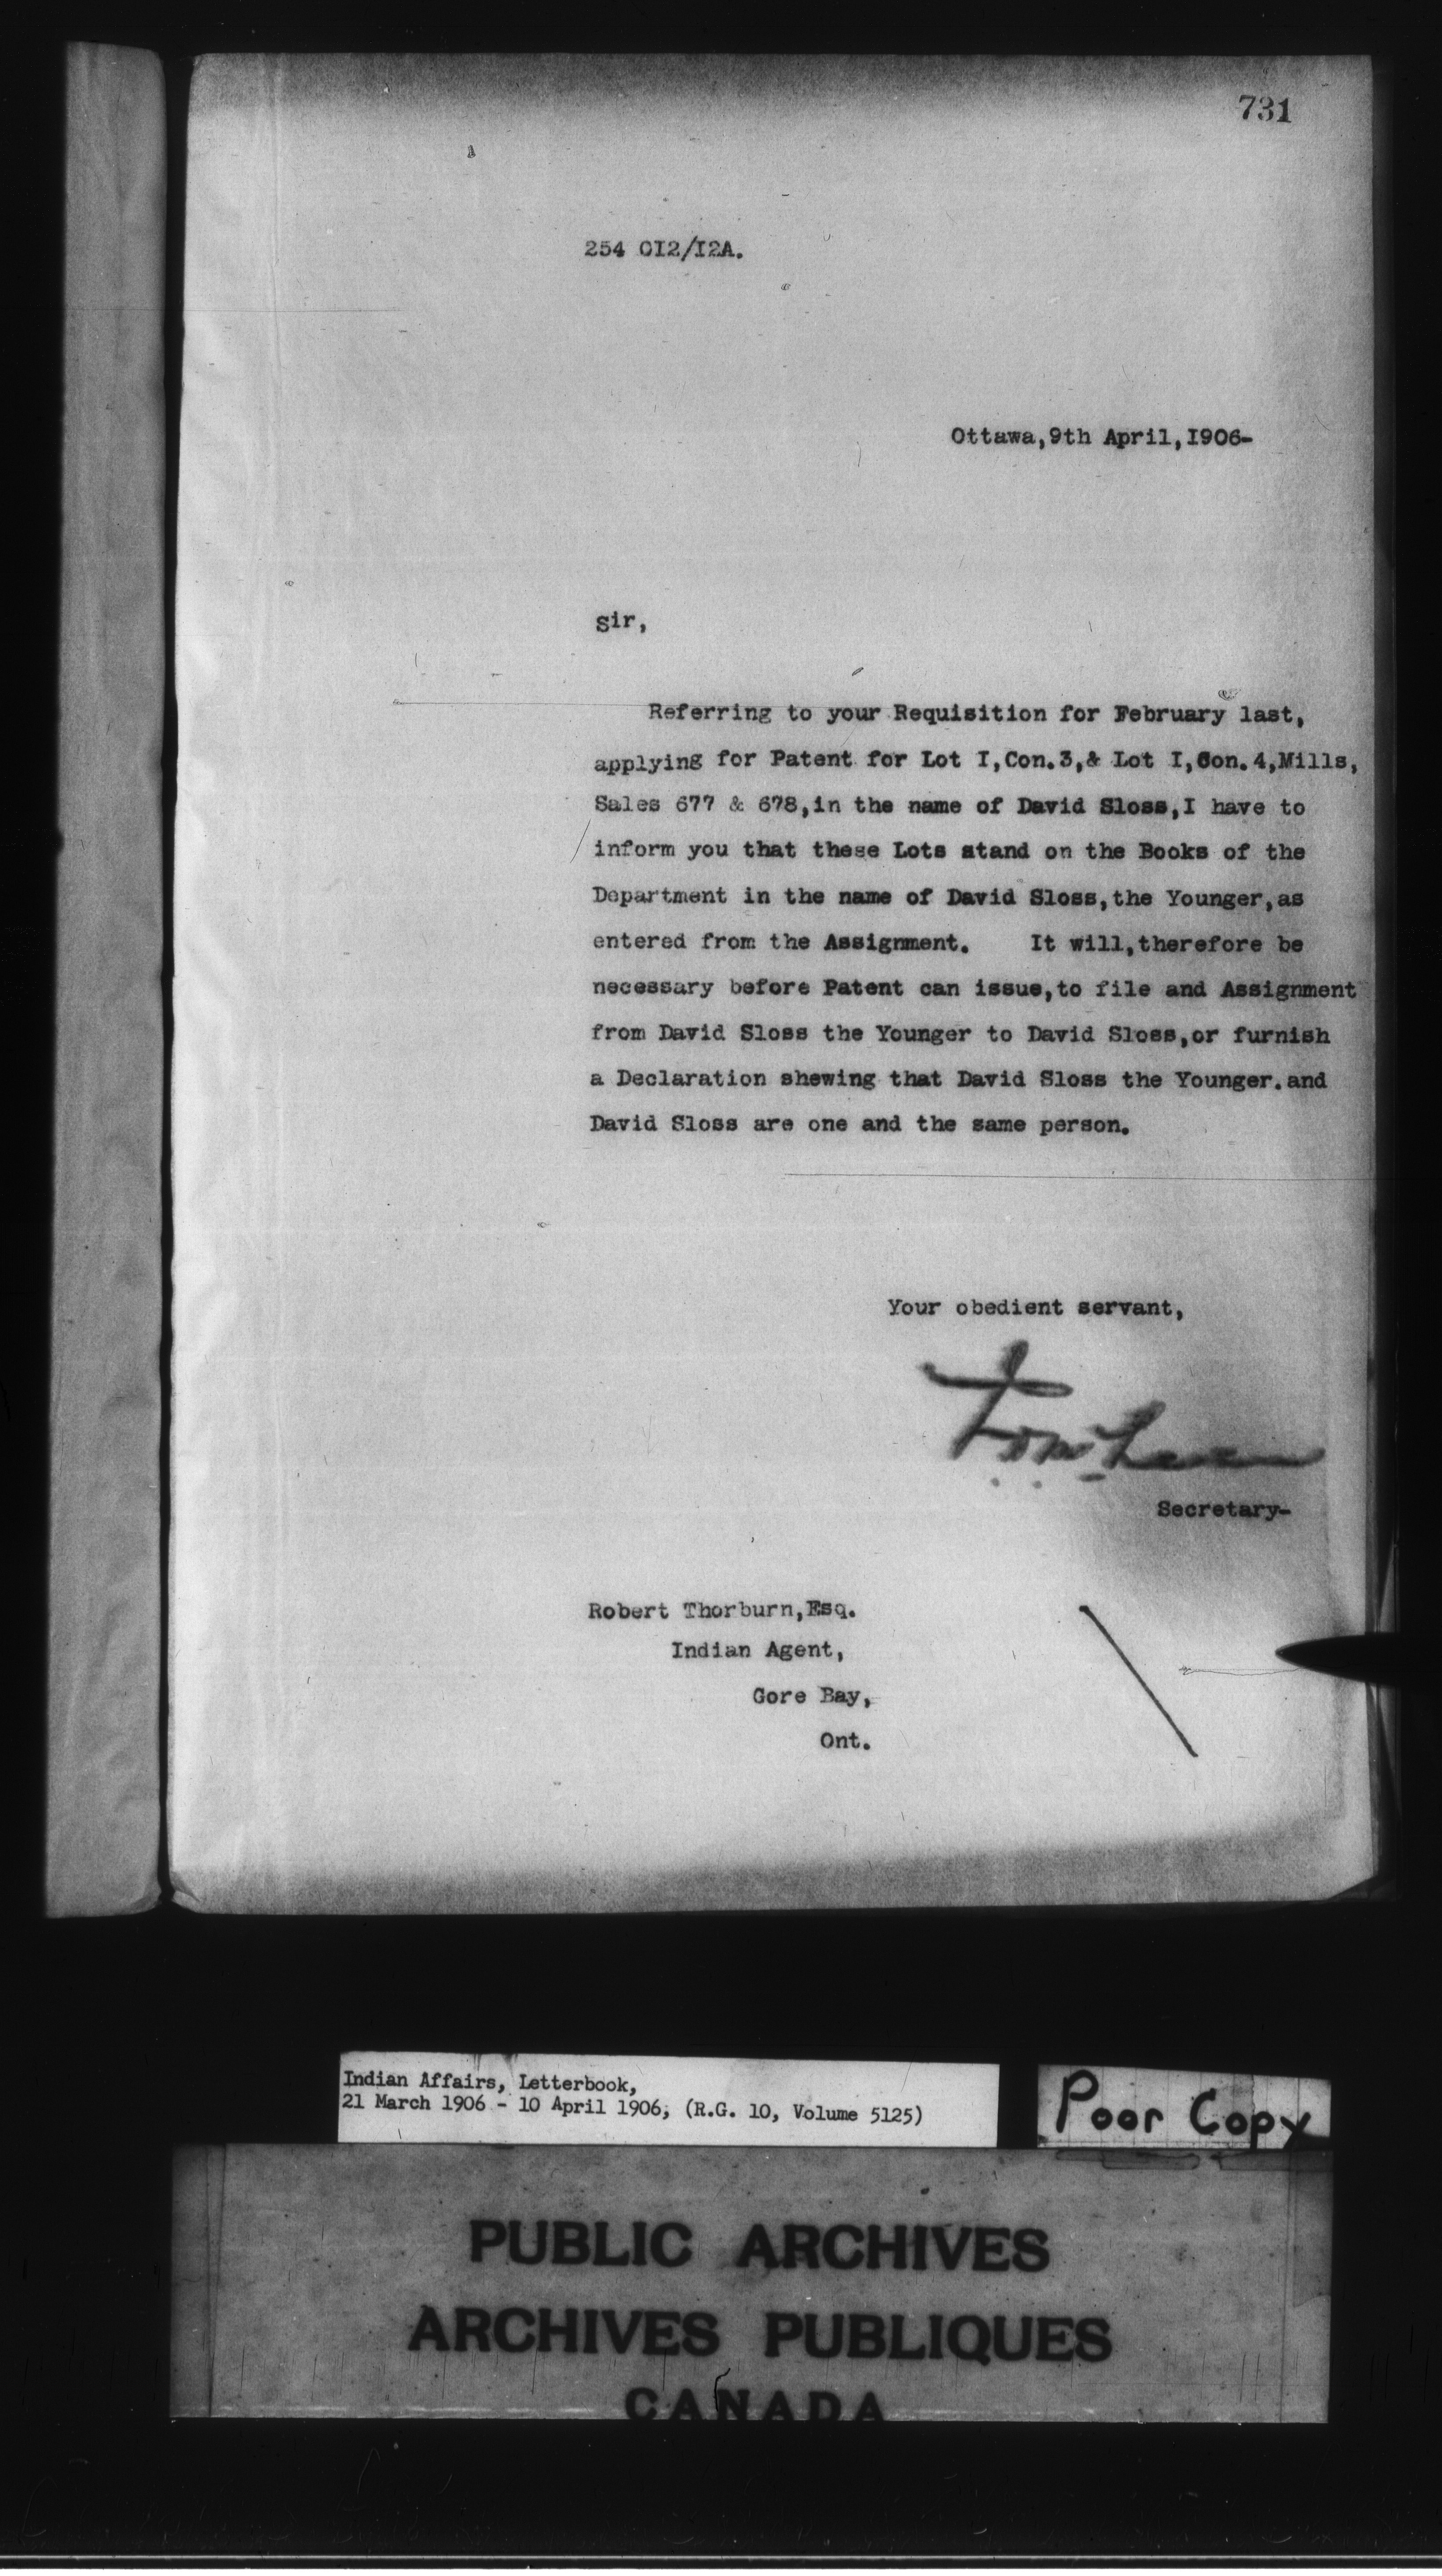 731
254 OI2/I2A.
Ottawa,9th April,I906-
Sir,
Referring to your Requisition for February last,
applying for Patent for Lot I,Con.3,& Lot I,Con.4,Mills,
Sales 677 & 678,in the name of David Sloss,I have to
inform you that these Lots stand on the Books of the
Department in the name of David Sloss,the Younger,as
entered from the Assignment. It will,therefore be
necessary before Patent can issue,to file and Assignment
from David Sloss the Younger to David Sloss,or furnish
a Declaration shewing that David Sloss the Younger.and
David Sloss are one and the same person.
Your obedient servant,
Secretary-
Robert Thorburn,Esq.
Indian Agent,
Gore Bay,
Ont.
Indian Affairs, Letterbook,
21 March 1906 - 10 April 1906, (R.G. 10, Volume 5125)
Poor Copy
PUBLIC ARCHIVES
ARCHIVES PUBLIQUES
CANADA